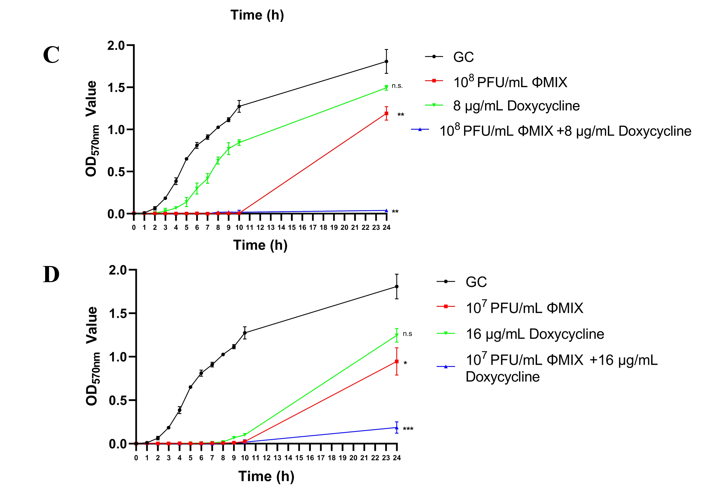 Time (h)
C
2.0
1.5
1.0
0.5
0.0
OD570nm Value
0 1 2 3 4 5 6 7 8 9 10 11 12 13 14 15 16 17 18 19 20 21 22 23 24
Time (h)
n.s.
**
**
GC
10⁸ PFU/mL ΦMIX
8 µg/mL Doxycycline
10⁸ PFU/mL ΦMIX +8 µg/mL Doxycycline
D
2.0
1.5
1.0
0.5
0.0
OD570nm Value
0 1 2 3 4 5 6 7 8 9 10 11 12 13 14 15 16 17 18 19 20 21 22 23 24
Time (h)
n.s
*
***
GC
10⁷ PFU/mL ΦMIX
16 µg/mL Doxycycline
10⁷ PFU/mL ΦMIX +16 µg/mL
Doxycycline